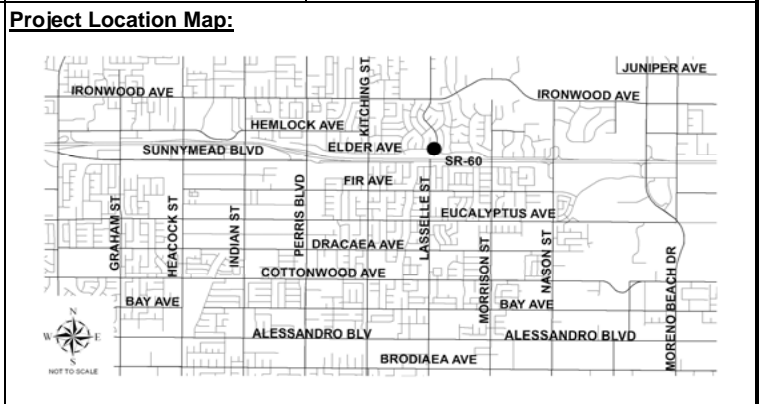 Project Location Map:
JUNIPER AVE
IRONWOOD AVE
IRONWOOD AVE
KITCHING ST
HEMLOCK AVE
ELDER AVE
SUNNYMEAD BLVD
SR-60
FIR AVE
GRAHAM ST
HEACOCK ST
INDIAN ST
PERRIS BLVD
LASSELLE ST
EUCALYPTUS AVE
DRACAEA AVE
MORRISON ST
NASON ST
MORENO BEACH DR
COTTONWOOD AVE
BAY AVE
BAY AVE
N
W E
S
NOT TO SCALE
ALESSANDRO BLV
ALESSANDRO BLVD
BRODIAEA AVE